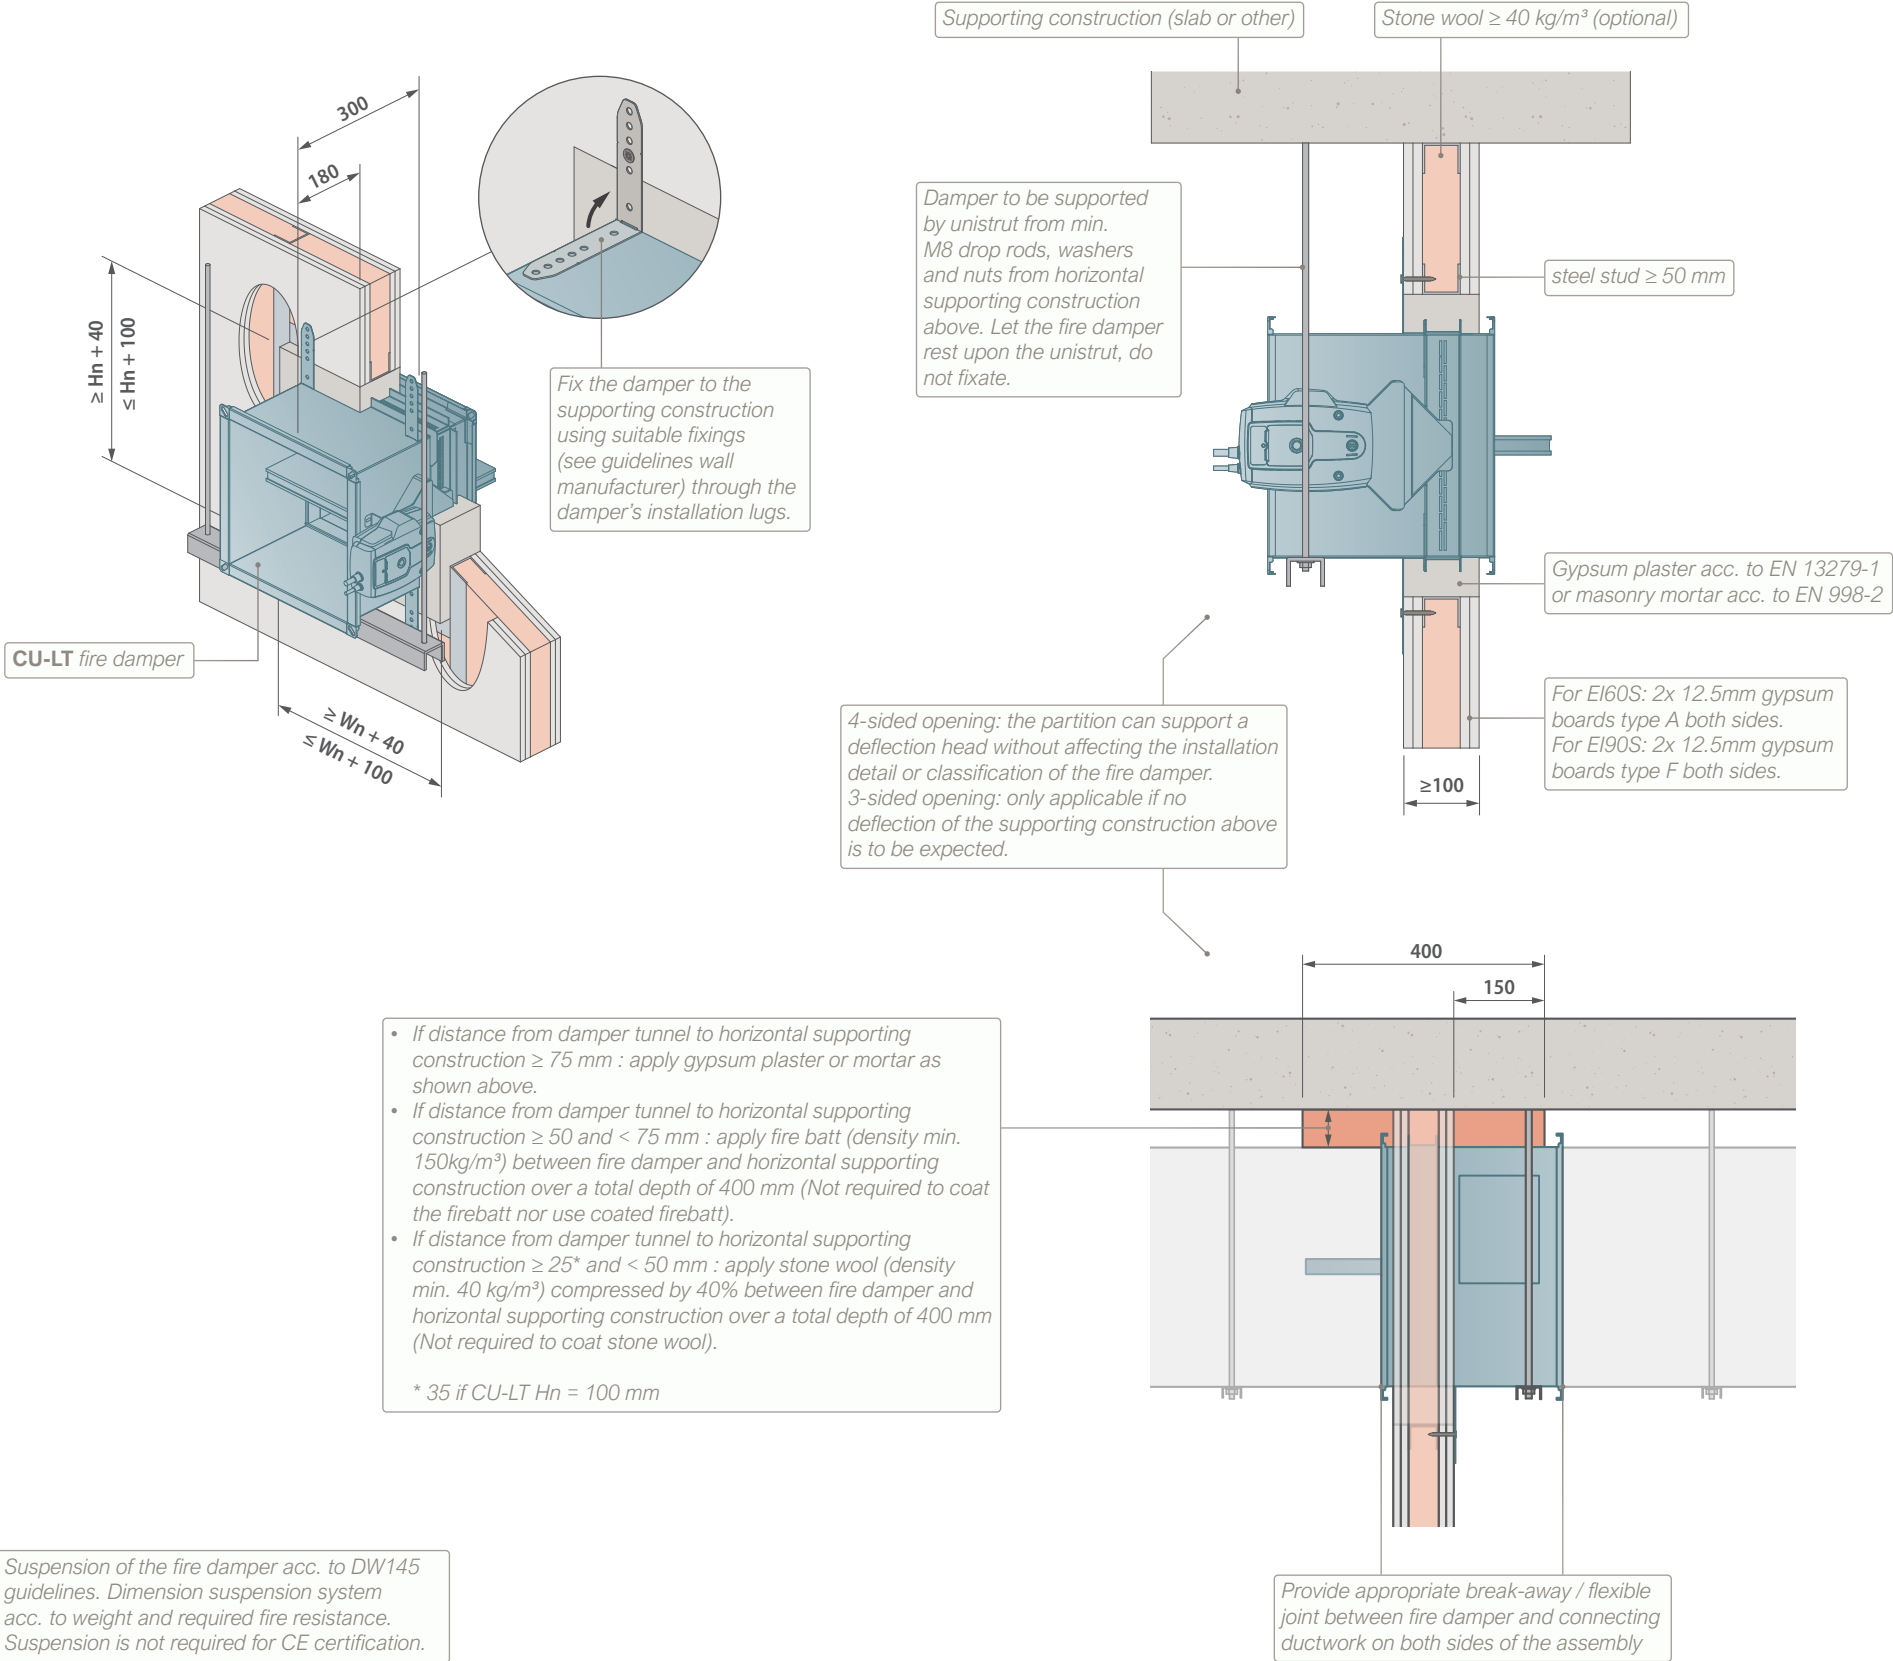 Supporting construction (slab or other)
Stone wool ≥ 40 kg/m³ (optional)
300
180
≥ Hn + 40
≤ Hn + 100
Damper to be supported
by unistrut from min.
M8 drop rods, washers
and nuts from horizontal
supporting construction
above. Let the fire damper
rest upon the unistrut, do
not fixate.
steel stud ≥ 50 mm
Fix the damper to the
supporting construction
using suitable fixings
(see guidelines wall
manufacturer) through the
damper's installation lugs.
Gypsum plaster acc. to EN 13279-1
or masonry mortar acc. to EN 998-2
CU-LT fire damper
≥ Wn + 40
≤ Wn + 100
For EI60S: 2x 12.5mm gypsum
boards type A both sides.
For EI90S: 2x 12.5mm gypsum
boards type F both sides.
≥100
4-sided opening: the partition can support a
deflection head without affecting the installation
detail or classification of the fire damper.
3-sided opening: only applicable if no
deflection of the supporting construction above
is to be expected.
400
150
• If distance from damper tunnel to horizontal supporting
construction ≥ 75 mm : apply gypsum plaster or mortar as
shown above.
• If distance from damper tunnel to horizontal supporting
construction ≥ 50 and < 75 mm : apply fire batt (density min.
150kg/m³) between fire damper and horizontal supporting
construction over a total depth of 400 mm (Not required to coat
the firebatt nor use coated firebatt).
• If distance from damper tunnel to horizontal supporting
construction ≥ 25* and < 50 mm : apply stone wool (density
min. 40 kg/m³) compressed by 40% between fire damper and
horizontal supporting construction over a total depth of 400 mm
(Not required to coat stone wool).
* 35 if CU-LT Hn = 100 mm
Suspension of the fire damper acc. to DW145
guidelines. Dimension suspension system
acc. to weight and required fire resistance.
Suspension is not required for CE certification.
Provide appropriate break-away / flexible
joint between fire damper and connecting
ductwork on both sides of the assembly